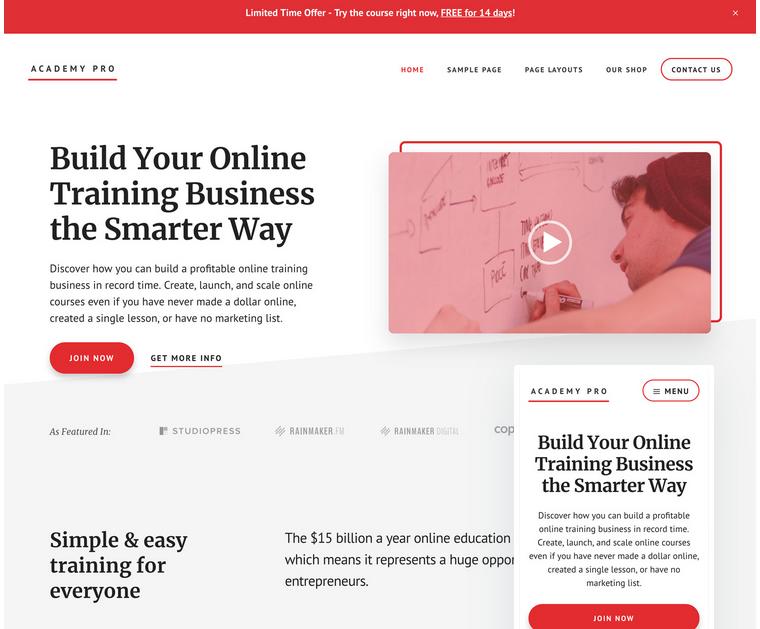 Limited Time Offer - Try the course right now, FREE for 14 days! ×
ACADEMY PRO
HOME SAMPLE PAGE PAGE LAYOUTS OUR SHOP CONTACT US
Build Your Online
Training Business
the Smarter Way
Discover how you can build a profitable online training
business in record time. Create, launch, and scale online
courses even if you have never made a dollar online,
created a single lesson, or have no marketing list.
JOIN NOW GET MORE INFO
As Featured In: STUDIOPRESS RAINMAKER.FM RAINMAKER DIGITAL cop
Simple & easy
training for
everyone
The $15 billion a year online education
which means it represents a huge oppor
entrepreneurs.
ACADEMY PRO MENU
Build Your Online
Training Business
the Smarter Way
Discover how you can build a profitable
online training business in record time.
Create, launch, and scale online courses
even if you have never made a dollar online,
created a single lesson, or have no
marketing list.
JOIN NOW